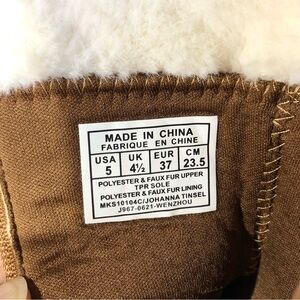 MADE IN CHINA
FABRIQUE EN CHINE
USA UK EUR CM
5 4½ 37 23.5
POLYESTER & FAUX FUR UPPER
TPR SOLE
POLYESTER & FAUX FUR LINING
MKS10104C/JOHANNA TINSEL
J967-0621-WENZHOU